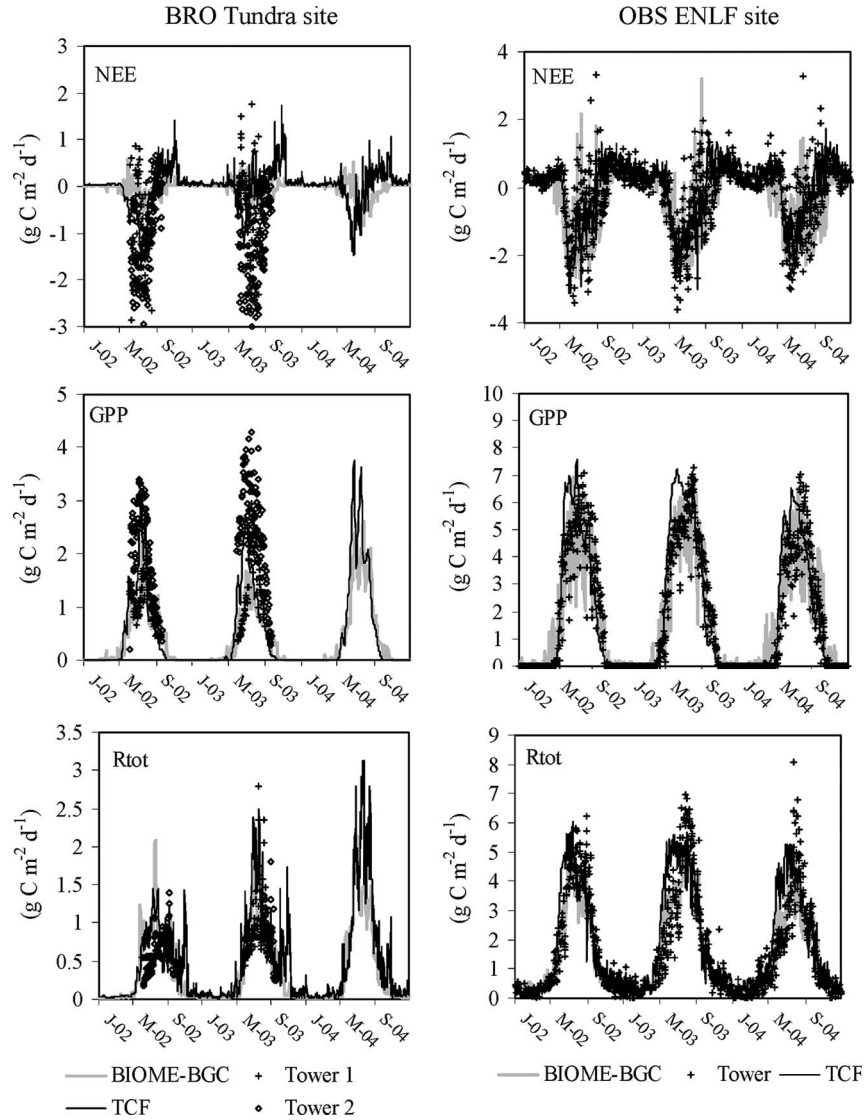 BRO Tundra site
OBS ENLF site
NEE
(g C m⁻² d⁻¹)
3
2
1
0
-1
-2
-3
J-02
M-02
S-02
J-03
M-03
S-03
J-04
M-04
S-04
NEE
(g C m⁻² d⁻¹)
4
2
0
-2
-4
J-02
M-02
S-02
J-03
M-03
S-03
J-04
M-04
S-04
GPP
(g C m⁻² d⁻¹)
5
4
3
2
1
0
J-02
M-02
S-02
J-03
M-03
S-03
J-04
M-04
S-04
GPP
(g C m⁻² d⁻¹)
10
9
8
7
6
5
4
3
2
1
0
J-02
M-02
S-02
J-03
M-03
S-03
J-04
M-04
S-04
Rtot
(g C m⁻² d⁻¹)
3.5
3
2.5
2
1.5
1
0.5
0
J-02
M-02
S-02
J-03
M-03
S-03
J-04
M-04
S-04
Rtot
(g C m⁻² d⁻¹)
9
8
7
6
5
4
3
2
1
0
J-02
M-02
S-02
J-03
M-03
S-03
J-04
M-04
S-04
BIOME-BGC
Tower 1
TCF
Tower 2
BIOME-BGC
Tower
TCF